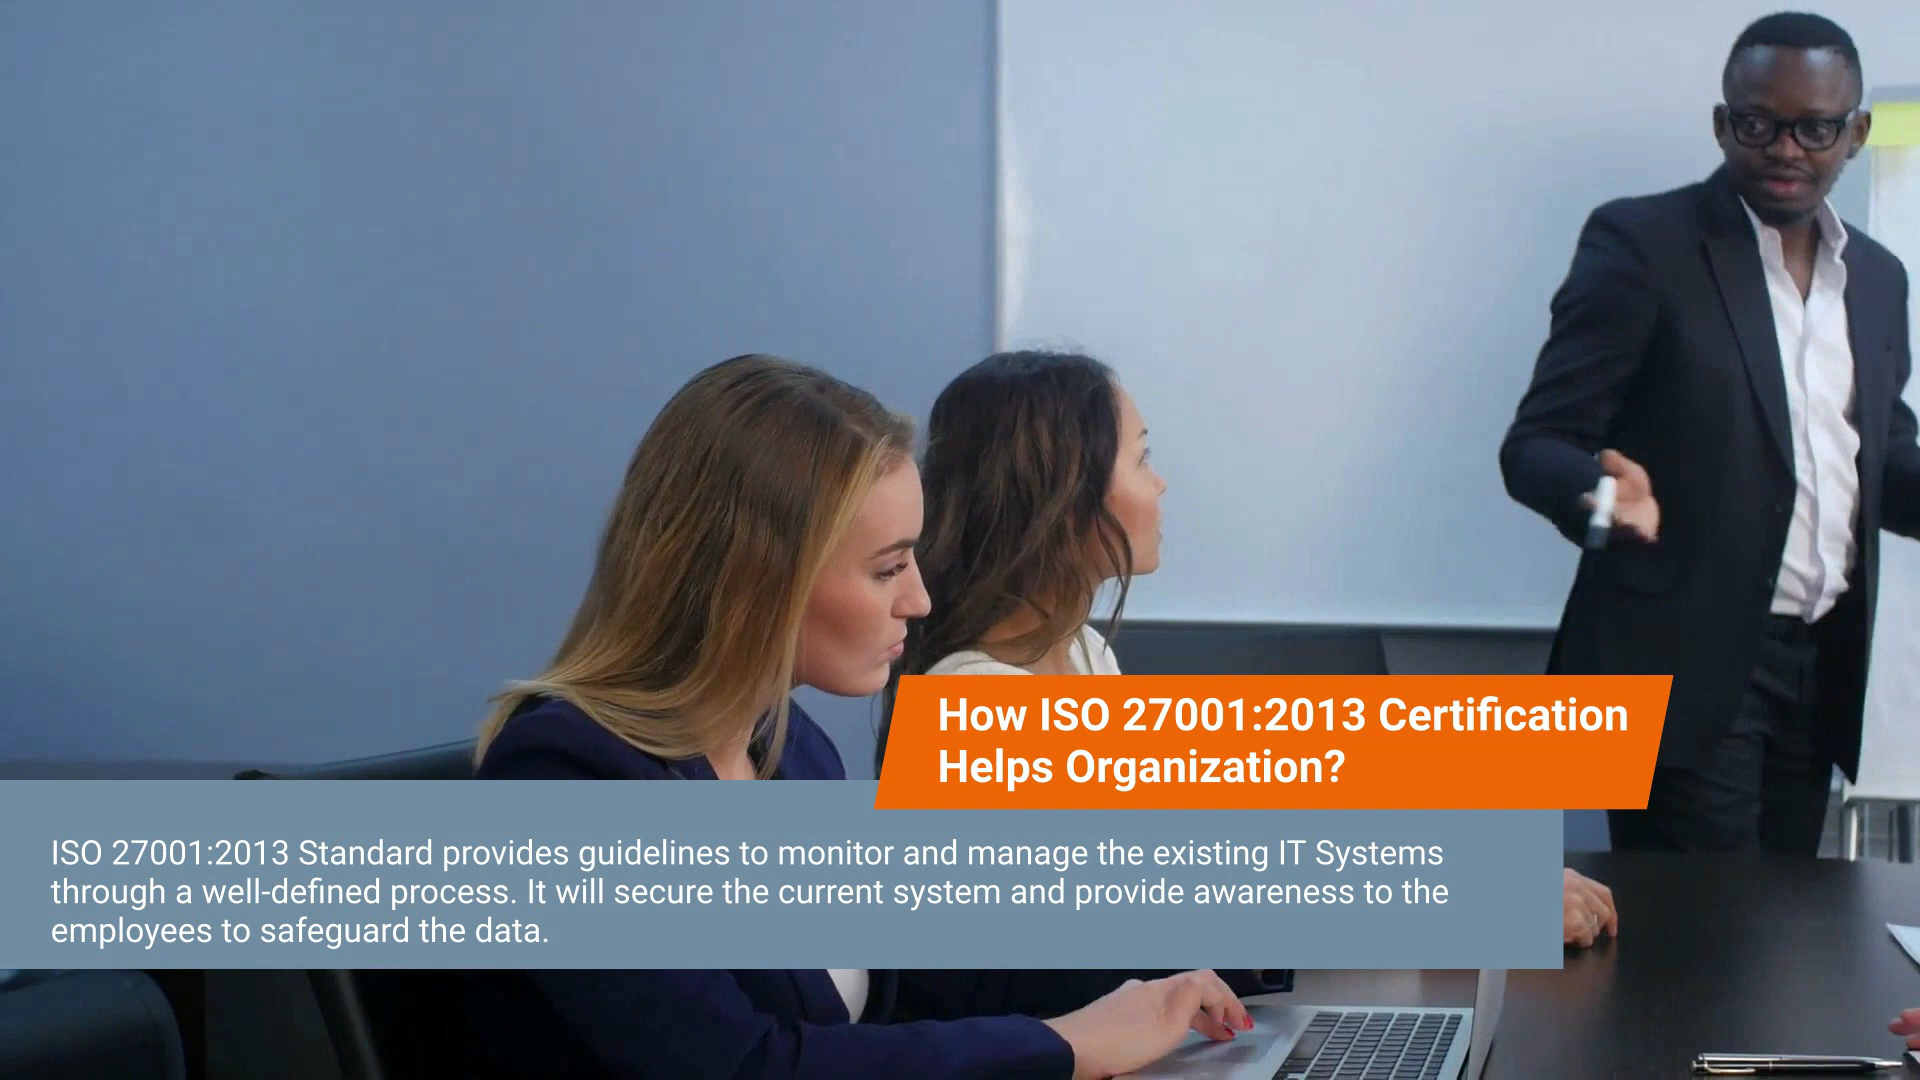 How ISO 27001:2013 Certification
Helps Organization?
ISO 27001:2013 Standard provides guidelines to monitor and manage the existing IT Systems
through a well-defined process. It will secure the current system and provide awareness to the
employees to safeguard the data.